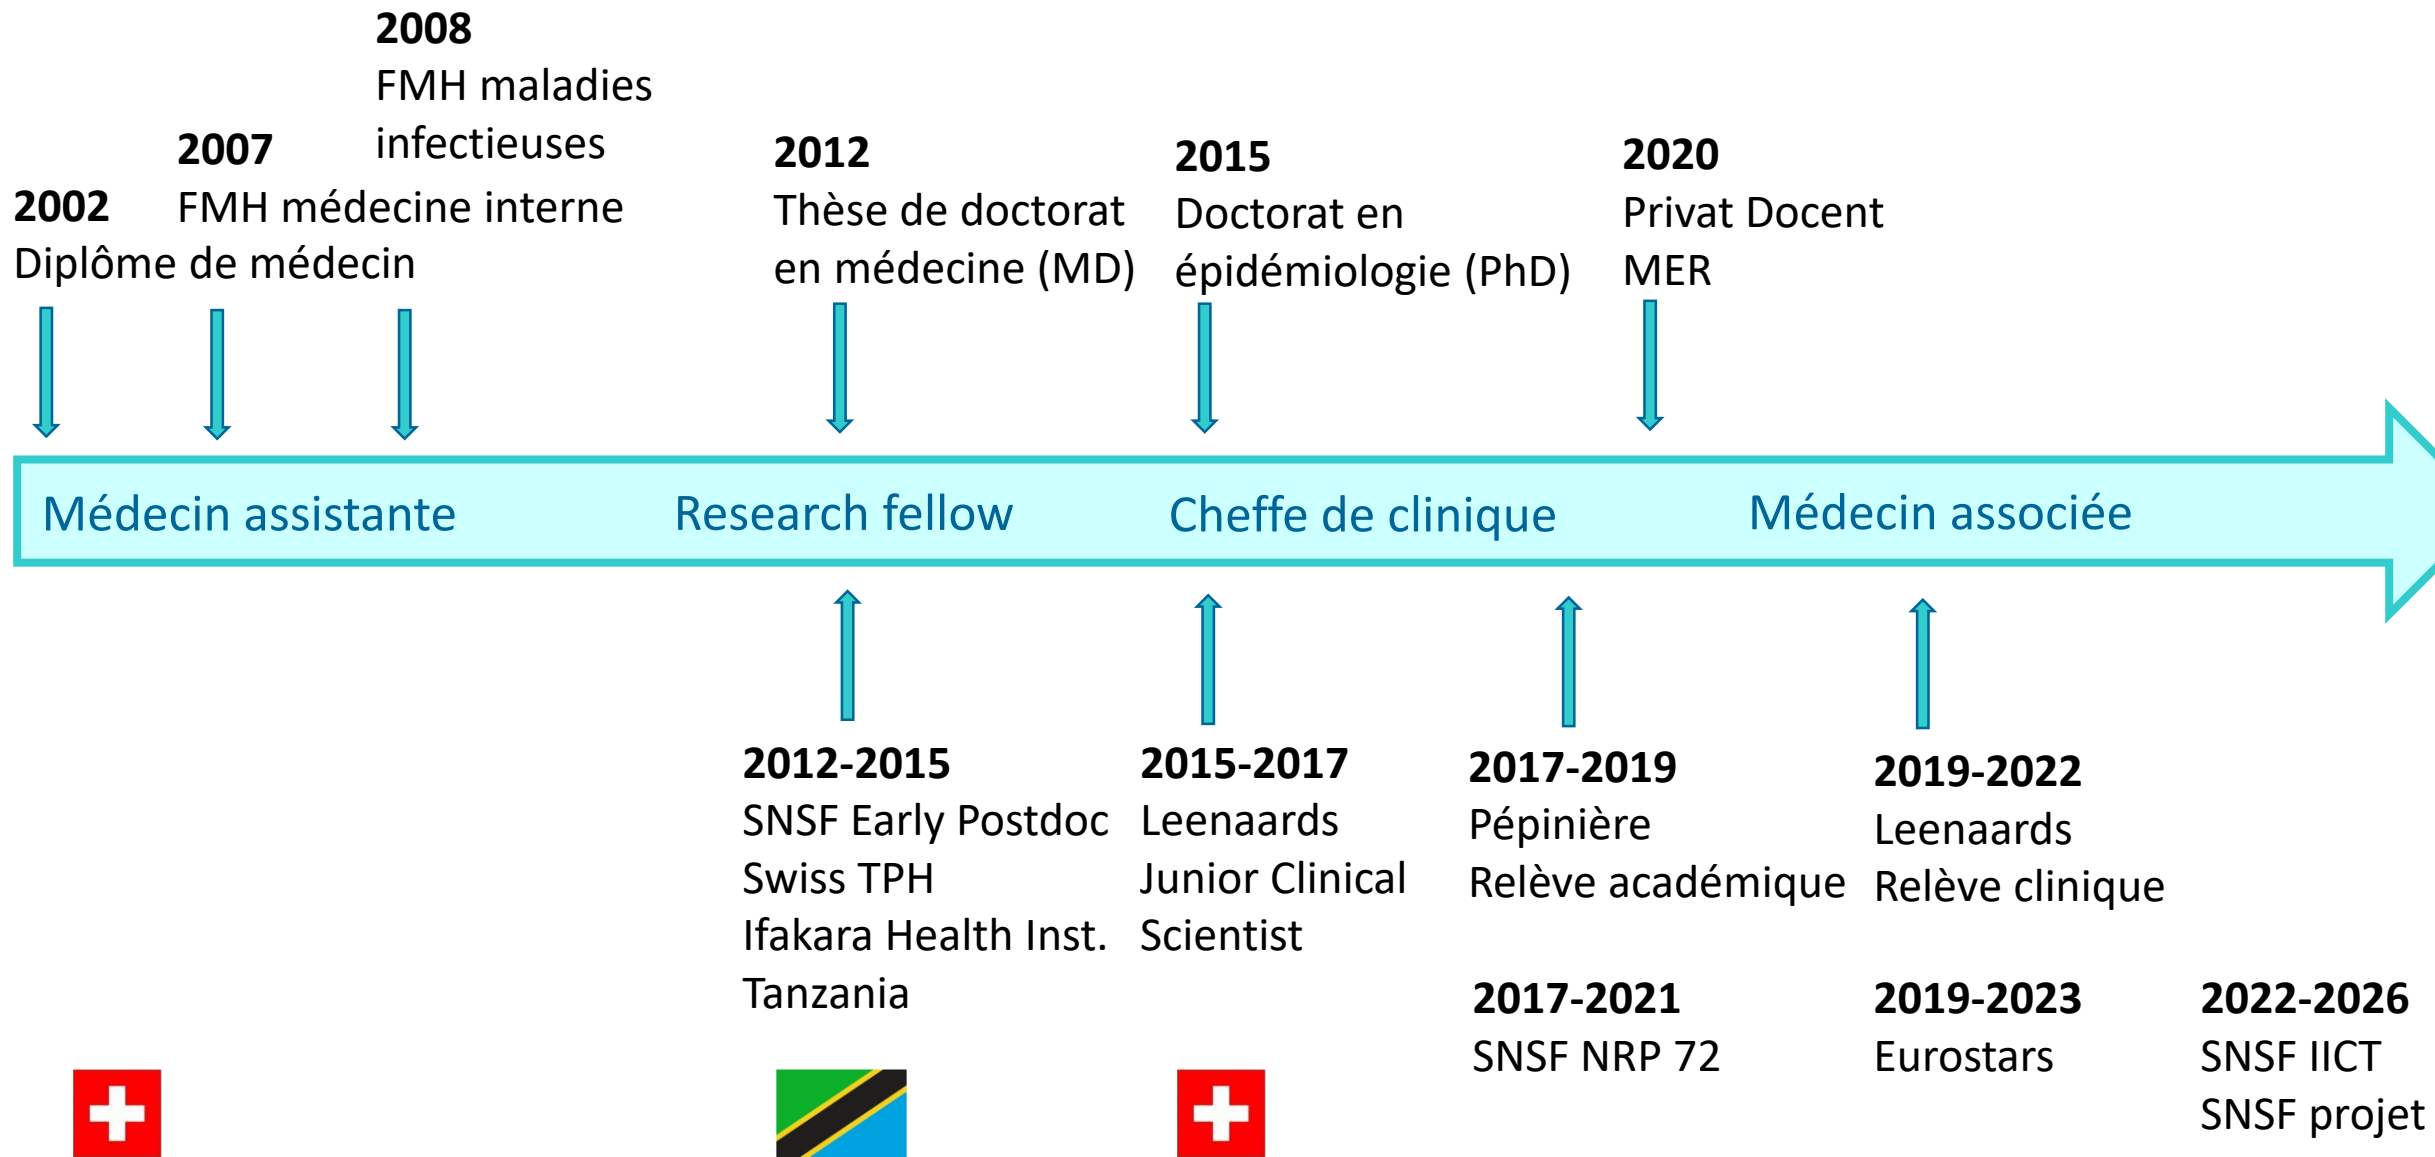 2002
Diplôme de médecin
2007
FMH médecine interne
2008
FMH maladies
infectieuses
2012
Thèse de doctorat
en médecine (MD)
2015
Doctorat en
épidémiologie (PhD)
2020
Privat Docent
MER
Médecin assistante
Research fellow
Cheffe de clinique
Médecin associée
2012-2015
SNSF Early Postdoc
Swiss TPH
Ifakara Health Inst.
Tanzania
2015-2017
Leenaards
Junior Clinical
Scientist
2017-2019
Pépinière
Relève académique
2017-2021
SNSF NRP 72
2019-2022
Leenaards
Relève clinique
2019-2023
Eurostars
2022-2026
SNSF IICT
SNSF projet